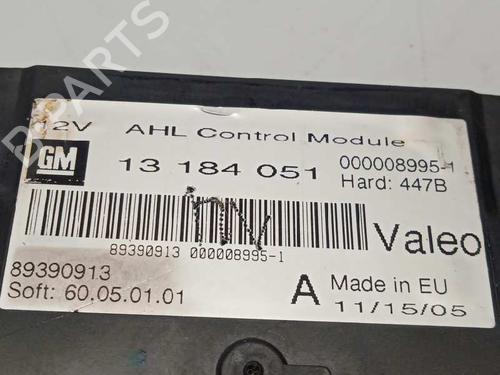 12V AHL Control Module
GM 13 184 051 000008995-1
Hard: 447B
89390913 000008995-1
Valeo
89390913
Soft: 60.05.01.01
A Made in EU
11/15/05